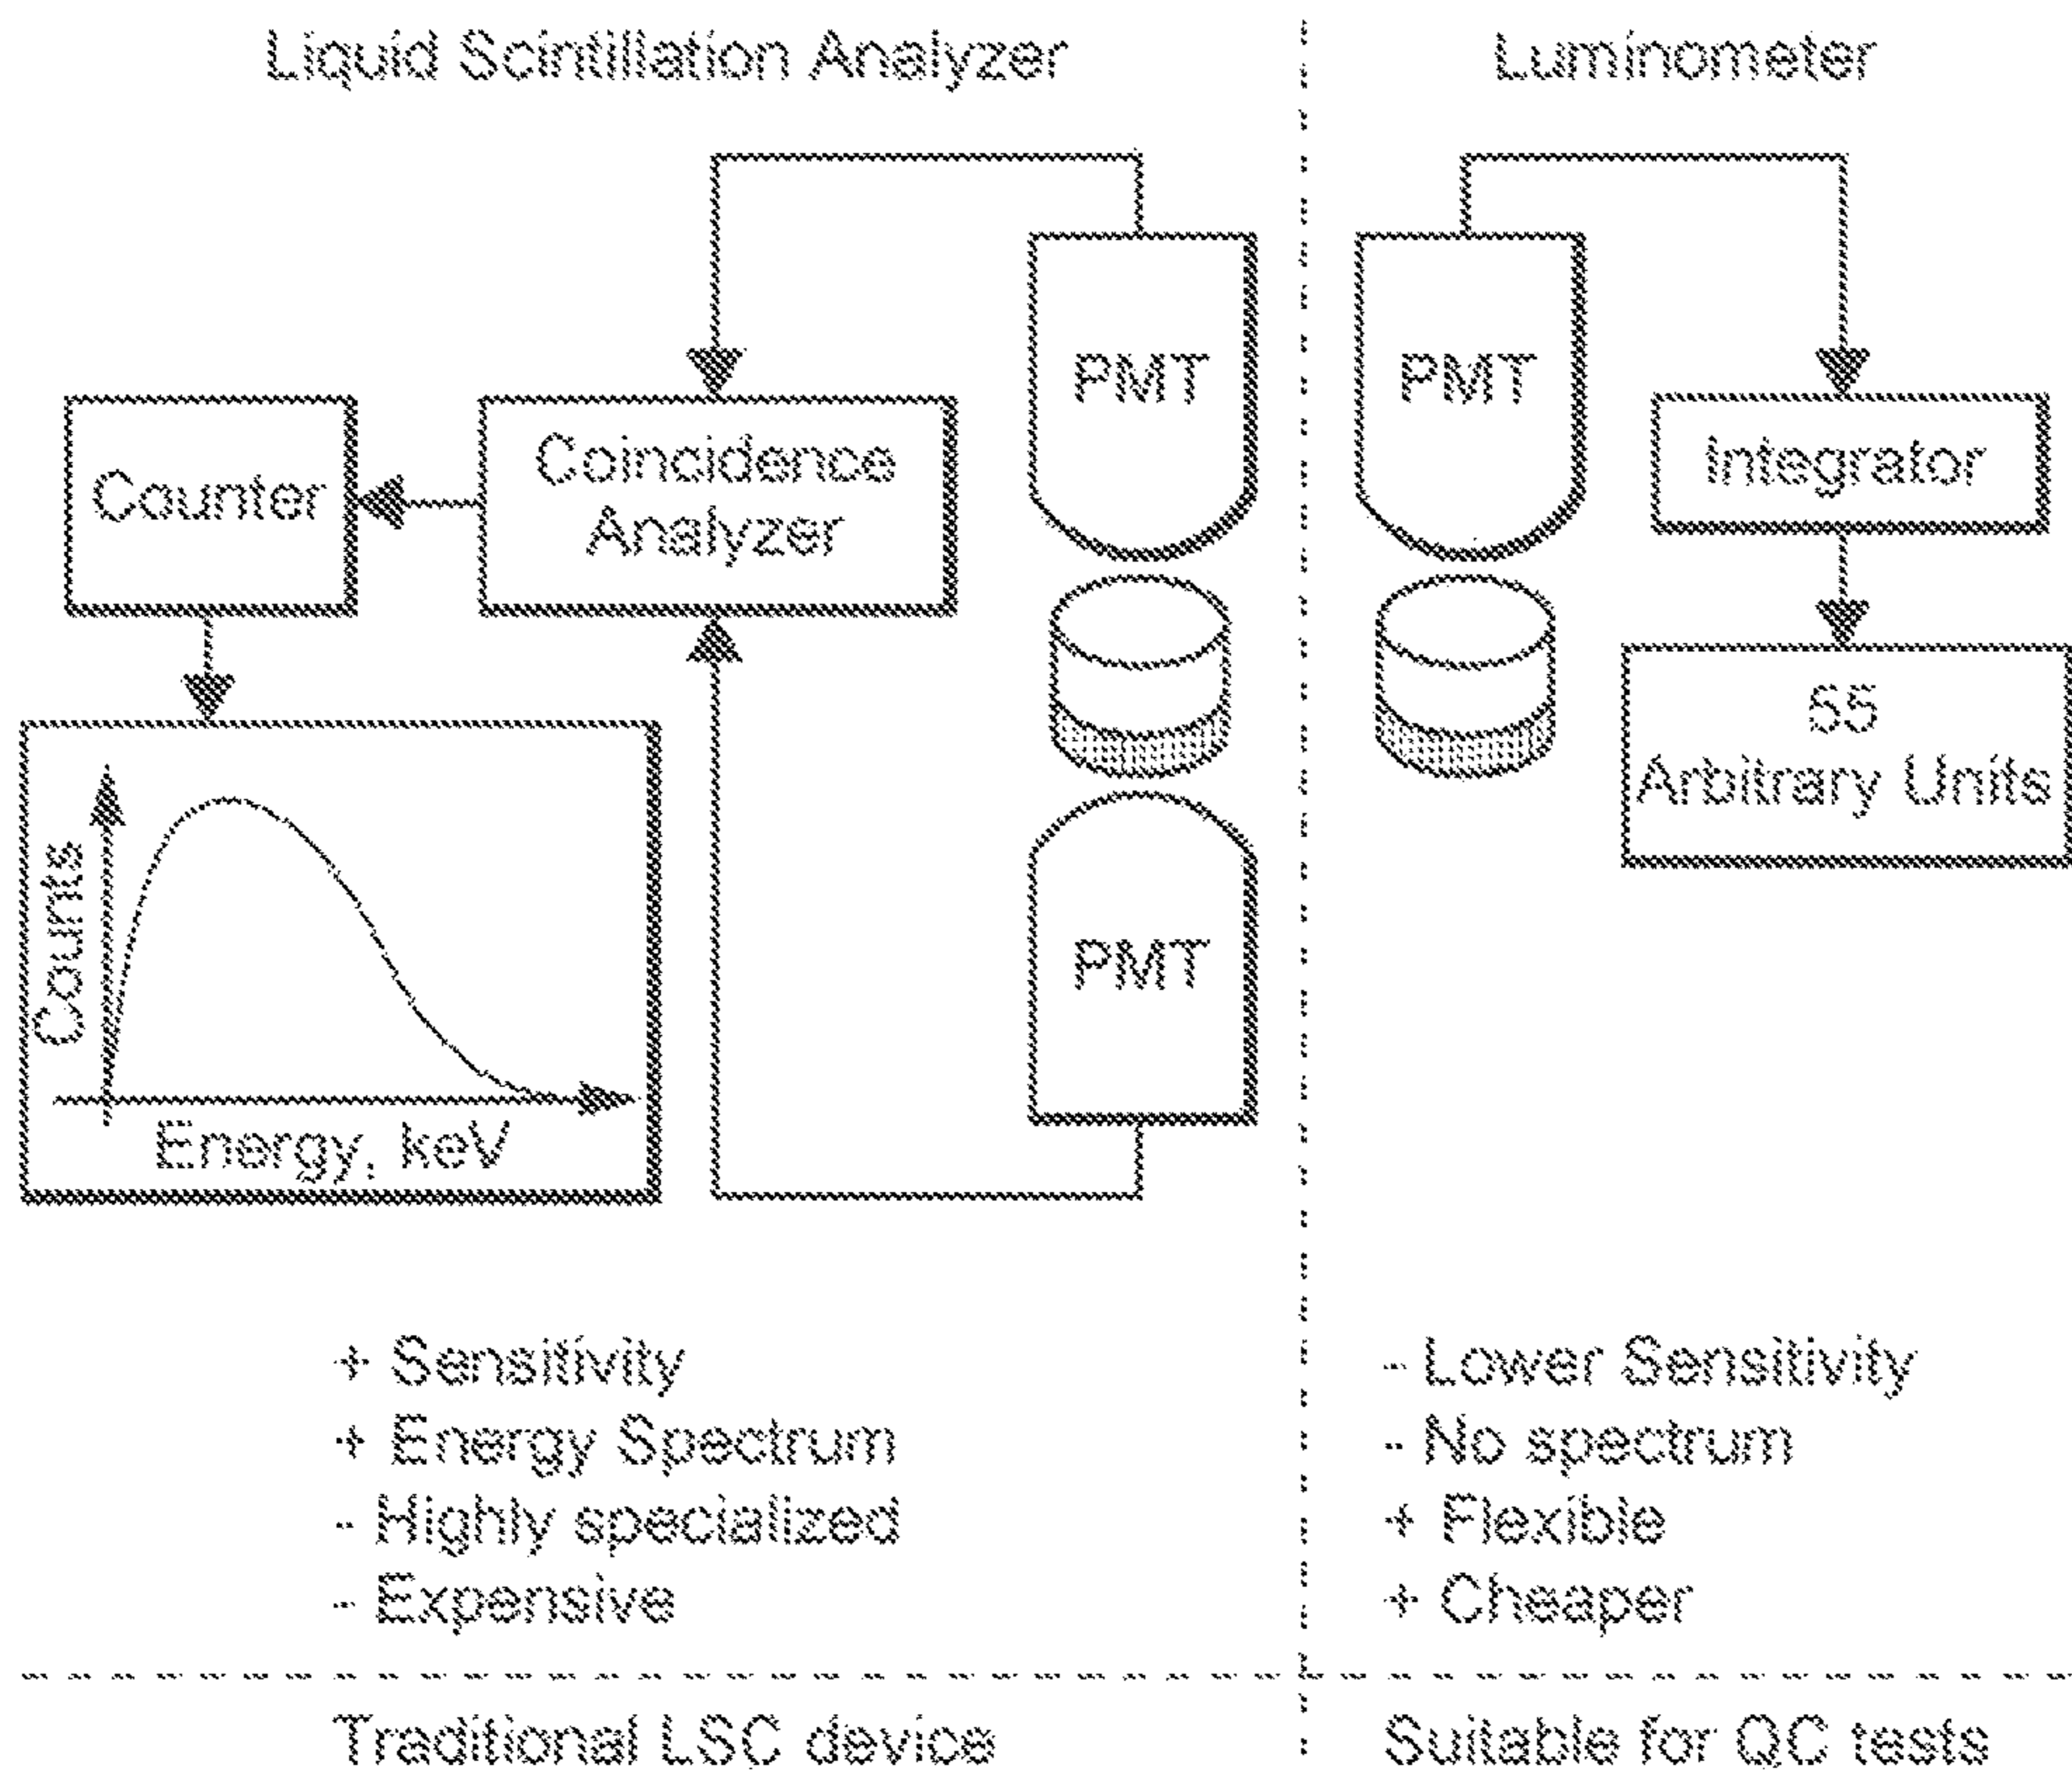 Liquid Scintillation Analyzer
PMT
Coincidence
Analyzer
Counter
Counts
Energy, keV
PMT
+ Sensitivity
+ Energy Spectrum
- Highly specialized
- Expensive
Traditional LSC device
Luminometer
PMT
Integrator
55
Arbitrary Units
- Lower Sensitivity
- No spectrum
+ Flexible
+ Cheaper
Suitable for QC tests